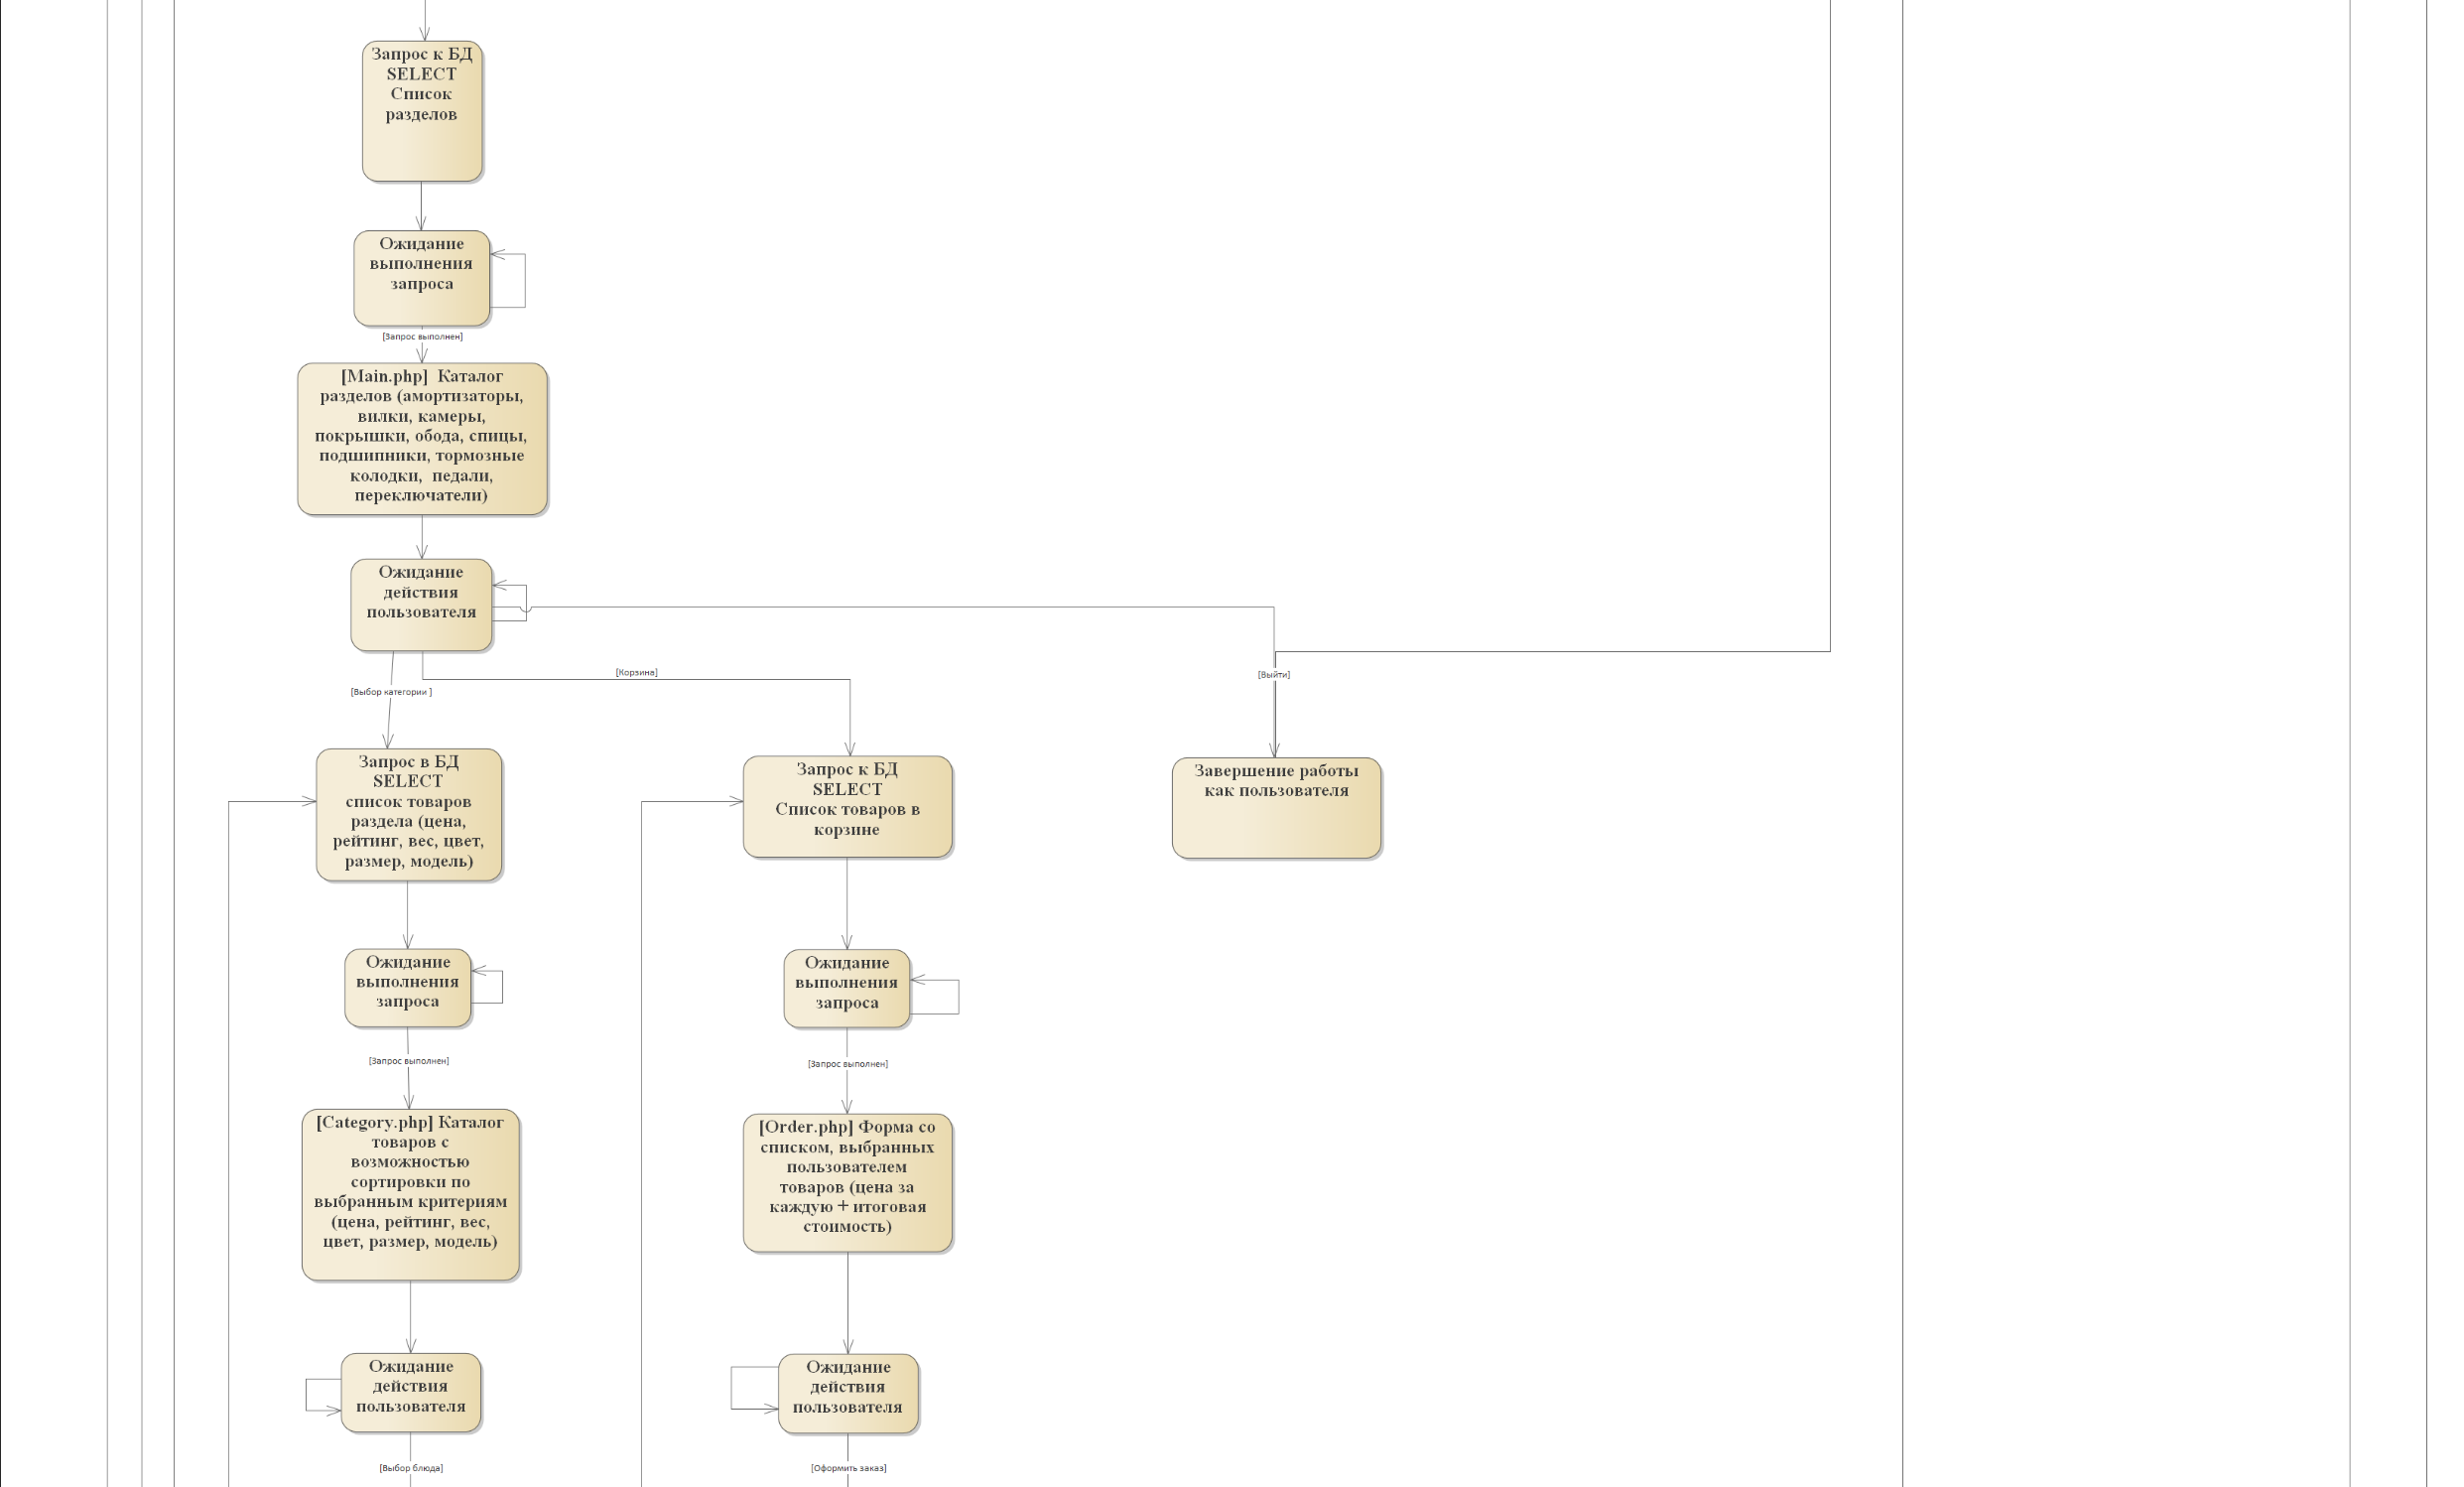 Запрос к БД
SELECT
Список
разделов
Ожидание
выполнения
запроса
[Запрос выполнен]
[Main.php]  Каталог
разделов (амортизаторы,
вилки, камеры,
покрышки, обода, спицы,
подшипники, тормозные
колодки,  педали,
переключатели)
Ожидание
действия
пользователя
[Выбор категории ]
[Корзина]
[Выйти]
Запрос в БД
SELECT
список товаров
раздела (цена,
рейтинг, вес, цвет,
размер, модель)
Запрос к БД
SELECT
Список товаров в
корзине
Завершение работы
как пользователя
Ожидание
выполнения
запроса
Ожидание
выполнения
запроса
[Запрос выполнен]
[Запрос выполнен]
[Category.php] Каталог
товаров с
возможностью
сортировки по
выбранным критериям
(цена, рейтинг, вес,
цвет, размер, модель)
[Order.php] Форма со
списком, выбранных
пользователем
товаров (цена за
каждую + итоговая
стоимость)
Ожидание
действия
пользователя
Ожидание
действия
пользователя
[Выбор блюда]
[Оформить заказ]